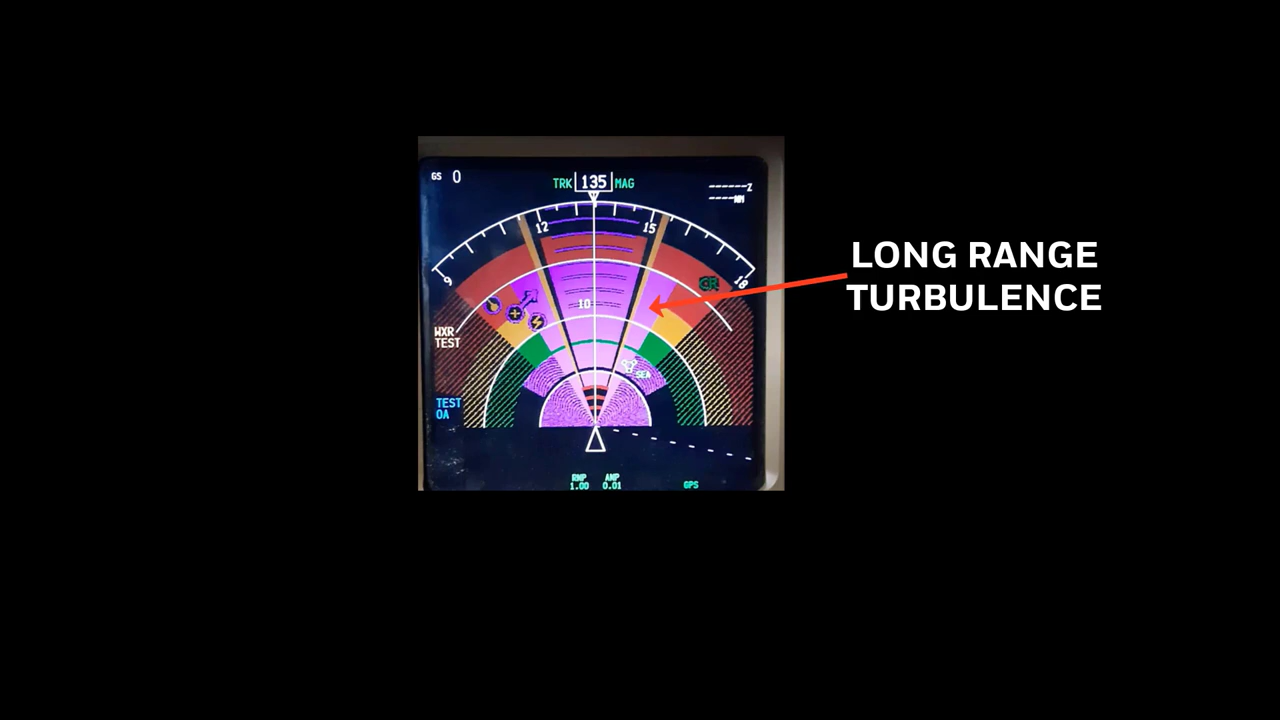 GS 0
TRK 135 MAG
------Z
----NM
12
15
9
18
10
WXR
TEST
TEST
OA
RNP
1.00
ANP
0.01
GPS
LONG RANGE
TURBULENCE